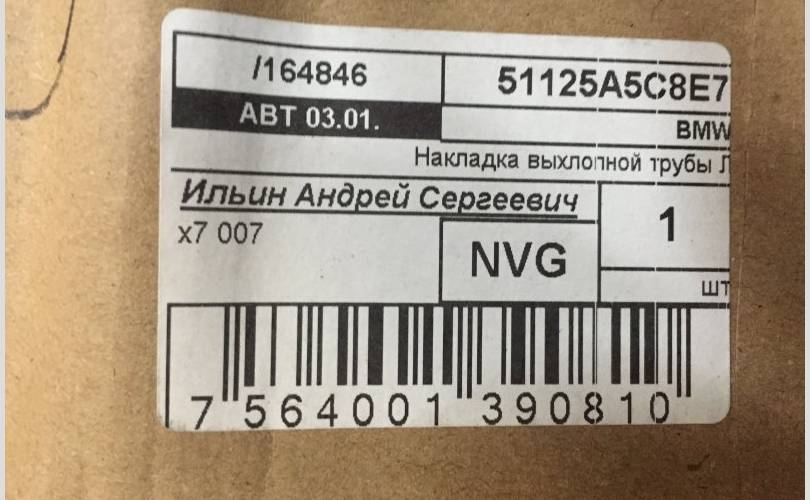 /164846
51125A5C8E7
АВТ 03.01.
BMW
Накладка выхлопной трубы Л
Ильин Андрей Сергеевич
x7 007
1
NVG
шт
7 564001 390810